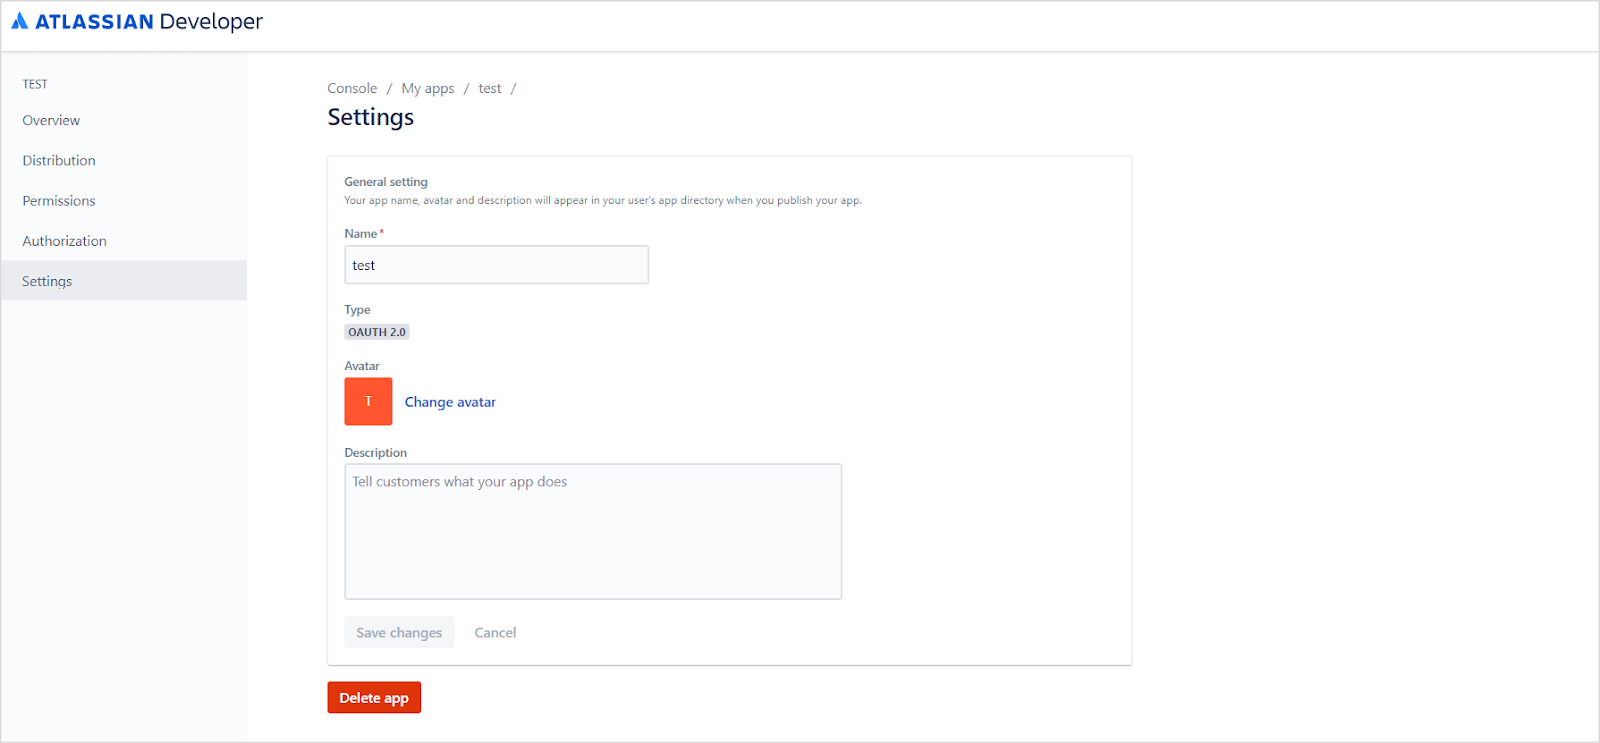 ATLASSIAN Developer
TEST
Overview
Distribution
Permissions
Authorization
Settings
Console / My apps / test /
Settings
General setting
Your app name, avatar and description will appear in your user's app directory when you publish your app.
Name*
test
Type
OAUTH 2.0
Avatar
T
Change avatar
Description
Tell customers what your app does
Save changes Cancel
Delete app